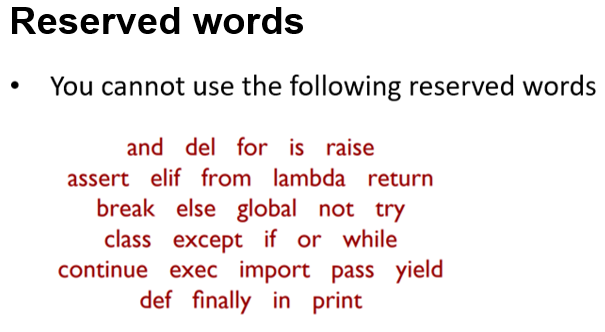 Reserved words
• You cannot use the following reserved words
and del for is raise
assert elif from lambda return
break else global not try
class except if or while
continue exec import pass yield
def finally in print